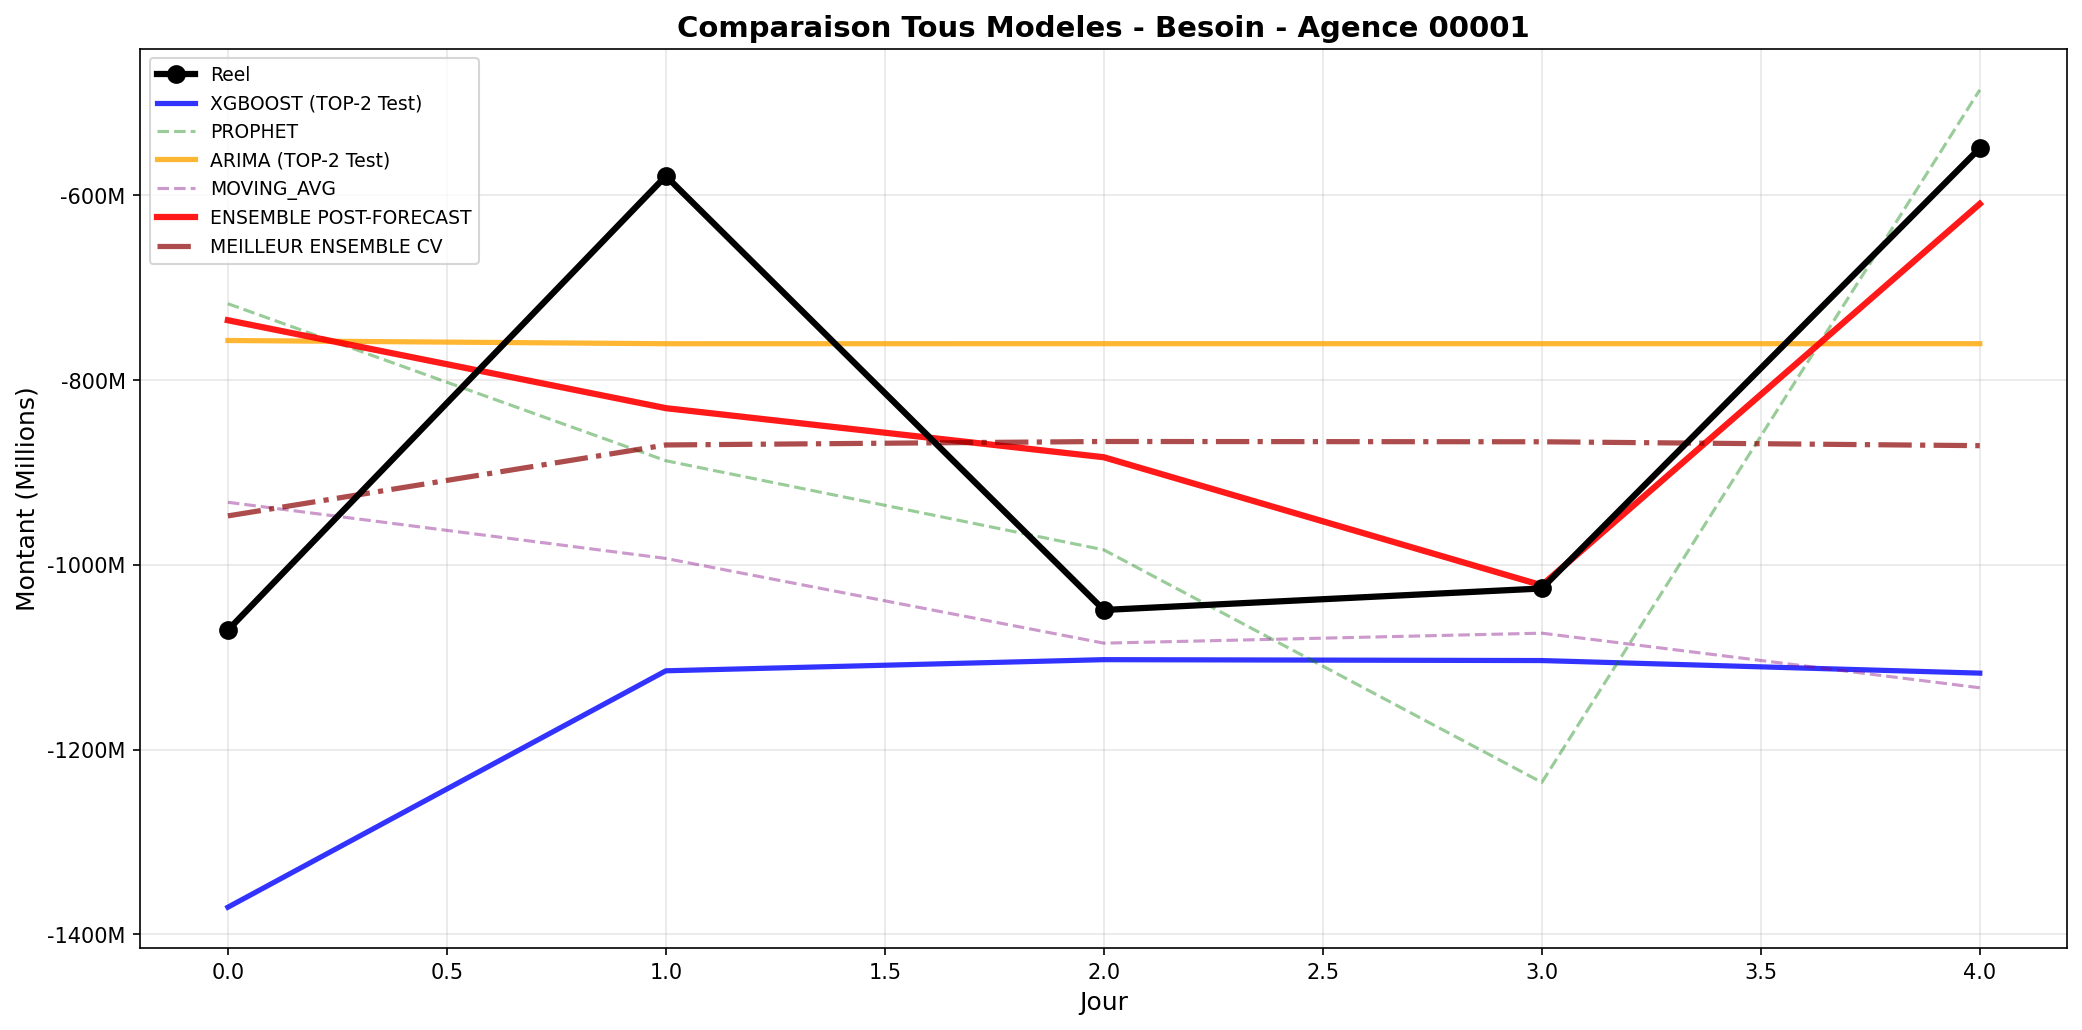 Comparaison Tous Modeles - Besoin - Agence 00001
Reel
XGBOOST (TOP-2 Test)
PROPHET
ARIMA (TOP-2 Test)
MOVING_AVG
ENSEMBLE POST-FORECAST
MEILLEUR ENSEMBLE CV
Montant (Millions)
-600M
-800M
-1000M
-1200M
-1400M
0.0 0.5 1.0 1.5 2.0 2.5 3.0 3.5 4.0
Jour